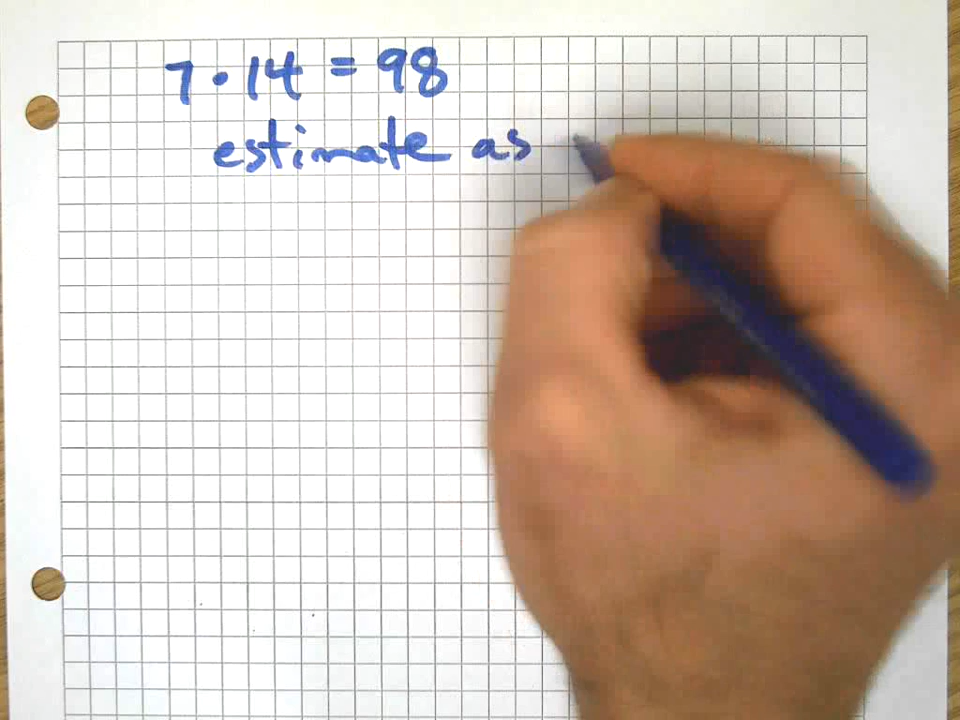 7 · 14 = 98
estimate as